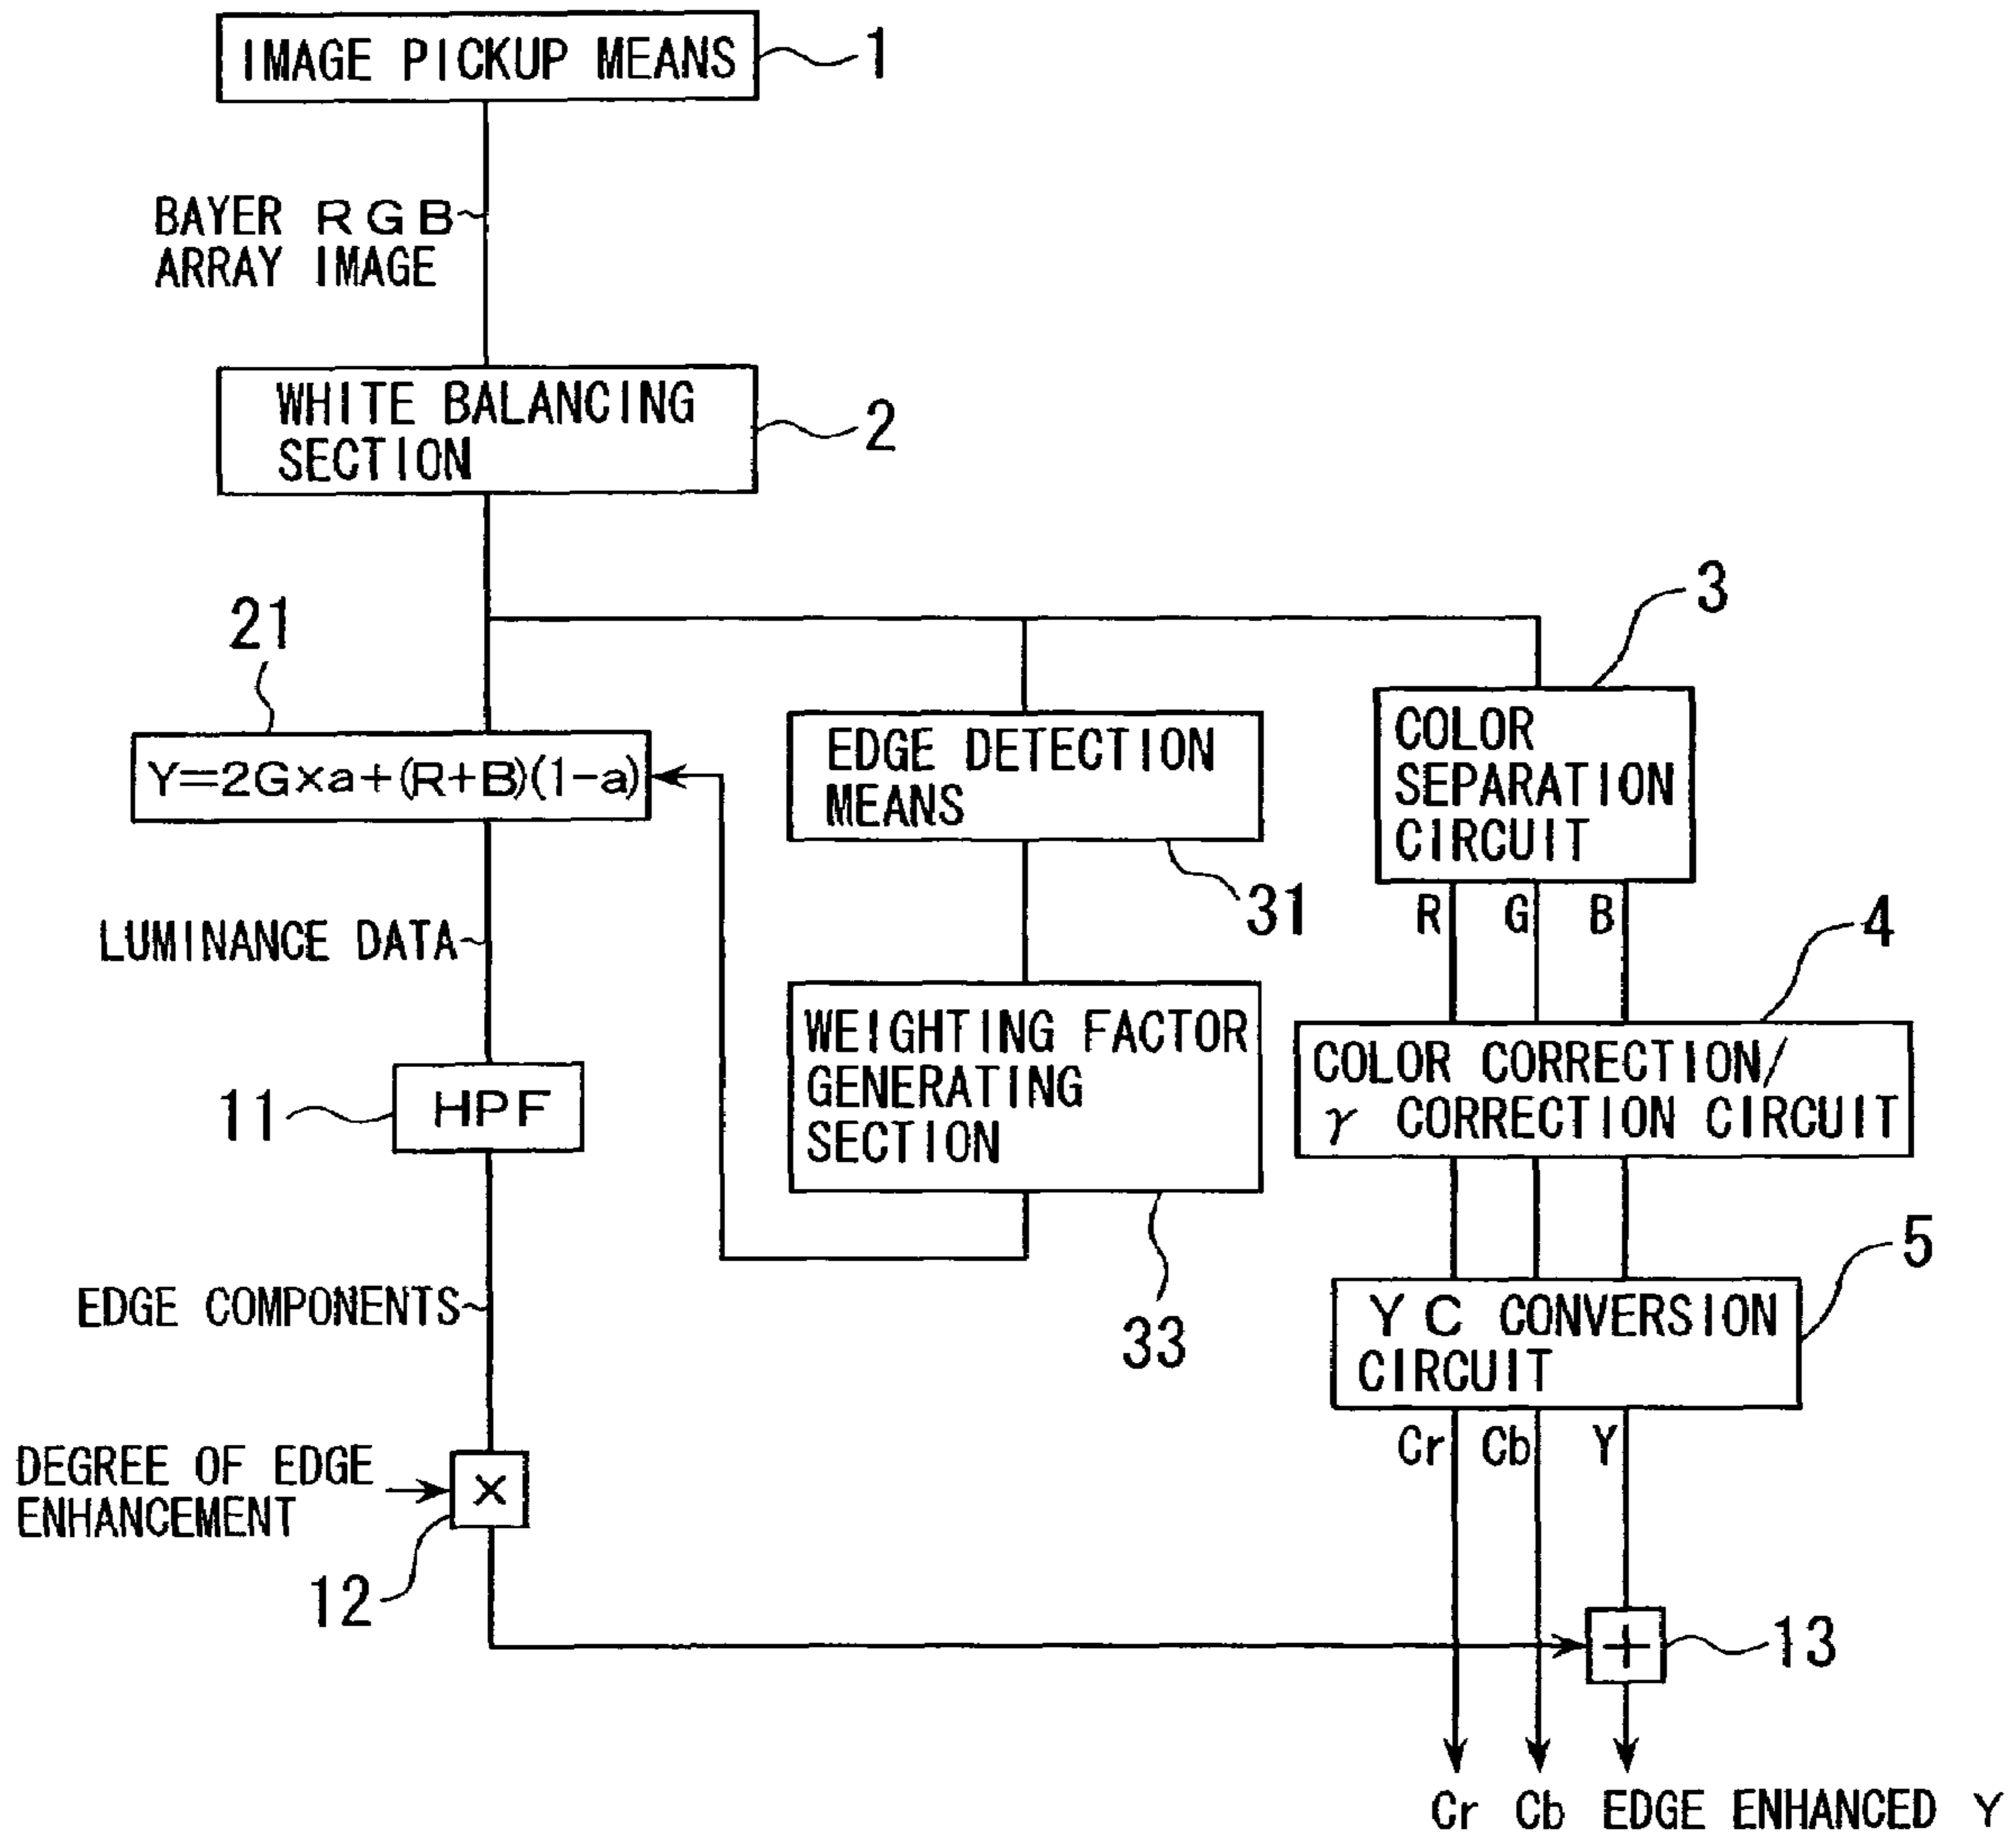 IMAGE PICKUP MEANS
1
BAYER RGB
ARRAY IMAGE
WHITE BALANCING
SECTION
2
21
Y=2G×a+(R+B)(1-a)
EDGE DETECTION
MEANS
31
3
COLOR
SEPARATION
CIRCUIT
R G B
LUMINANCE DATA
WEIGHTING FACTOR
GENERATING
SECTION
33
4
COLOR CORRECTION/
γ CORRECTION CIRCUIT
11
HPF
5
YC CONVERSION
CIRCUIT
Cr Cb Y
EDGE COMPONENTS
DEGREE OF EDGE
ENHANCEMENT
×
12
+
13
Cr Cb EDGE ENHANCED Y